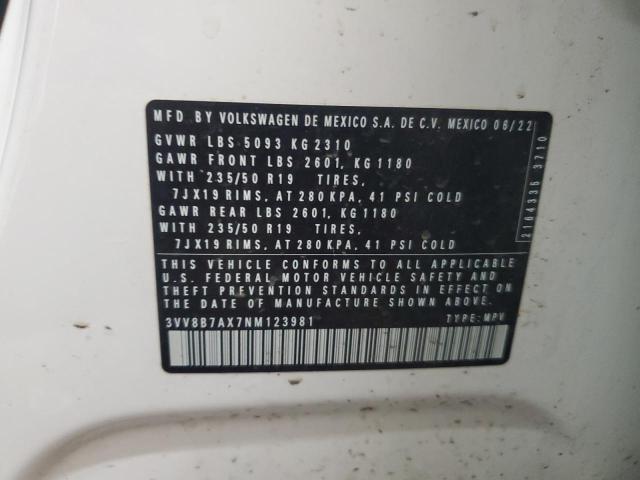 MFD BY VOLKSWAGEN DE MEXICO S.A. DE C.V. MEXICO 06/22
GVWR LBS 5093 KG 2310
GAWR FRONT LBS 2601, KG 1180
WITH 235/50 R19 TIRES,
7JX19 RIMS, AT 280 KPA, 41 PSI COLD
GAWR REAR LBS 2601, KG 1180
WITH 235/50 R19 TIRES,
7JX19 RIMS, AT 280 KPA, 41 PSI COLD
THIS VEHICLE CONFORMS TO ALL APPLICABLE
U.S. FEDERAL MOTOR VEHICLE SAFETY AND
THEFT PREVENTION STANDARDS IN EFFECT ON
THE DATE OF MANUFACTURE SHOWN ABOVE
3VV8B7AX7NM123981 TYPE: MPV
2164336 3710